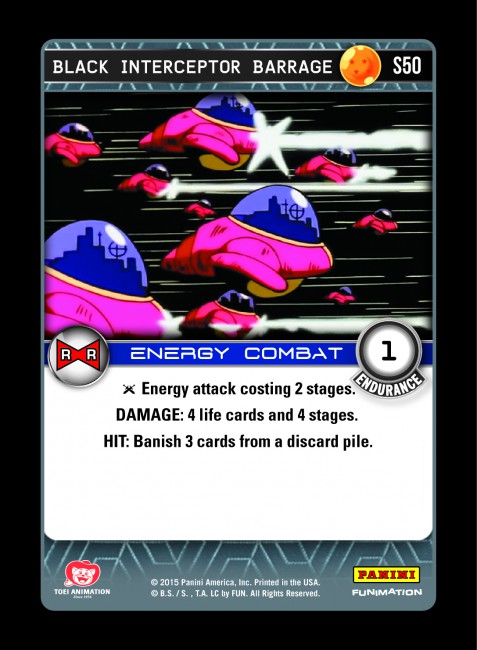 BLACK INTERCEPTOR BARRAGE S50
R R ENERGY COMBAT 1
ENDURANCE
Energy attack costing 2 stages.
DAMAGE: 4 life cards and 4 stages.
HIT: Banish 3 cards from a discard pile.
TOEI ANIMATION
Since 1956
© 2015 Panini America, Inc. Printed in the USA.
© B.S. / S. , T.A. LC by FUN. All Rights Reserved.
PANINI
FUNIMATION